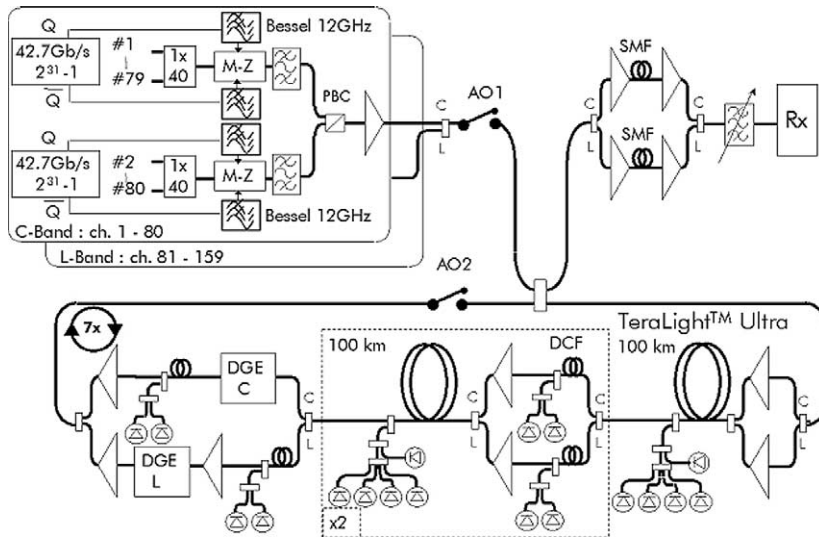 Q
42.7Gb/s
2³¹-1
Q̅
#1
#79
1x
40
M-Z
Bessel 12GHz
PBC
Q
42.7Gb/s
2³¹-1
Q̅
#2
#80
1x
40
M-Z
Bessel 12GHz
C-Band : ch. 1 - 80
L-Band : ch. 81 - 159
C
L
AO1
SMF
C
L
SMF
C
L
Rx
AO2
7x
TeraLight™ Ultra
100 km
DGE
C
DGE
L
C
L
100 km
DCF
C
L
C
L
x2
C
L